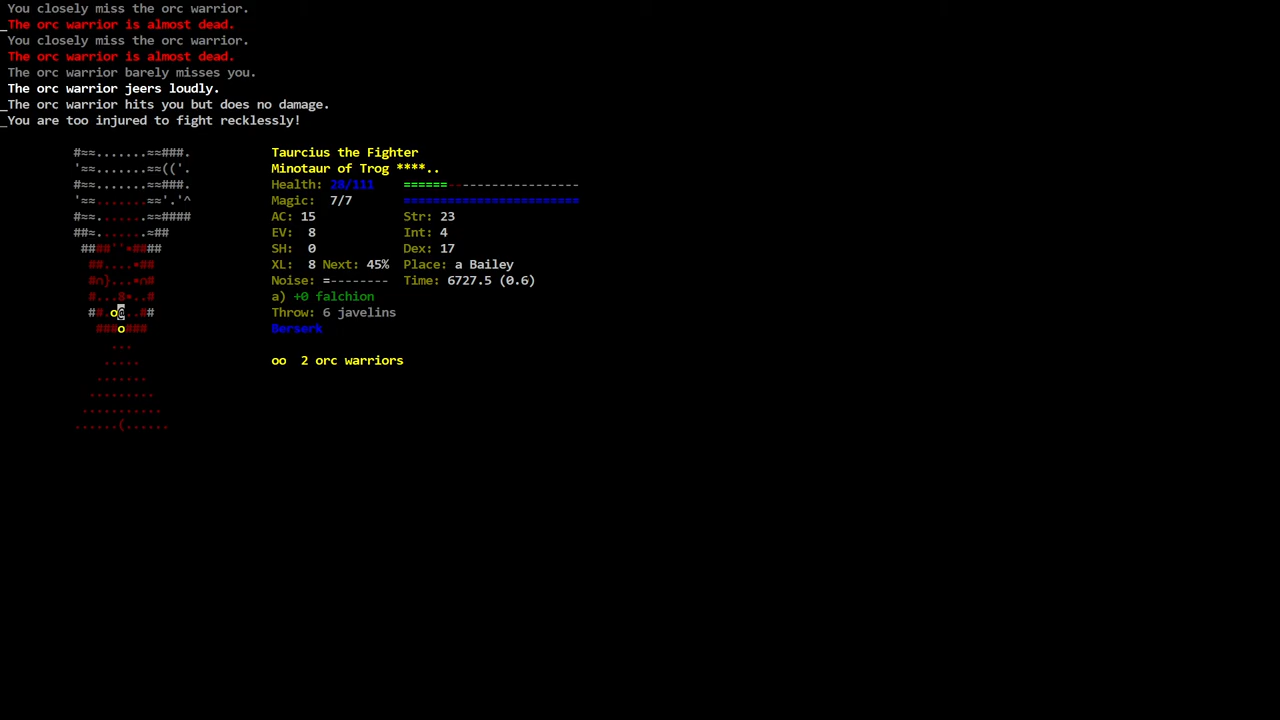 You closely miss the orc warrior.
_The orc warrior is almost dead.
You closely miss the orc warrior.
The orc warrior is almost dead.
The orc warrior barely misses you.
The orc warrior jeers loudly.
_The orc warrior hits you but does no damage.
_You are too injured to fight recklessly!
#≈≈.......≈≈###. Taurcius the Fighter
'≈≈.......≈≈(('. Minotaur of Trog ****..
#≈≈.......≈≈###. Health: 28/111 ======------------------
'≈≈.......≈≈'.'^ Magic: 7/7 ========================
#≈≈.......≈≈#### AC: 15 Str: 23
##≈.......≈## EV: 8 Int: 4
####''•#### SH: 0 Dex: 17
##....•## XL: 8 Next: 45% Place: a Bailey
#∩}...•∩# Noise: =-------- Time: 6727.5 (0.6)
#...8•..# a) +0 falchion
##.o@..## Throw: 6 javelins
###o### Berserk
...
..... oo 2 orc warriors
.......
.........
...........
......(......